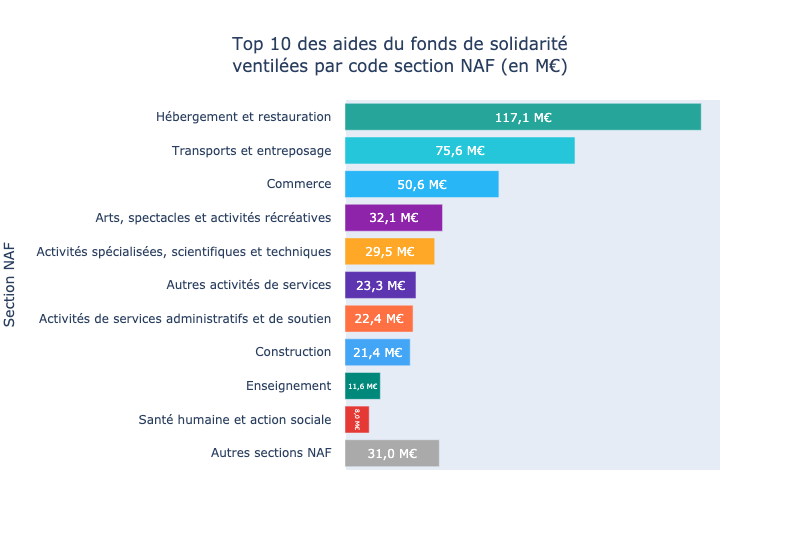 Top 10 des aides du fonds de solidarité
ventilées par code section NAF (en M€)
Section NAF
Hébergement et restauration 117,1 M€
Transports et entreposage 75,6 M€
Commerce 50,6 M€
Arts, spectacles et activités récréatives 32,1 M€
Activités spécialisées, scientifiques et techniques 29,5 M€
Autres activités de services 23,3 M€
Activités de services administratifs et de soutien 22,4 M€
Construction 21,4 M€
Enseignement 11,6 M€
Santé humaine et action sociale 8,0 M€
Autres sections NAF 31,0 M€